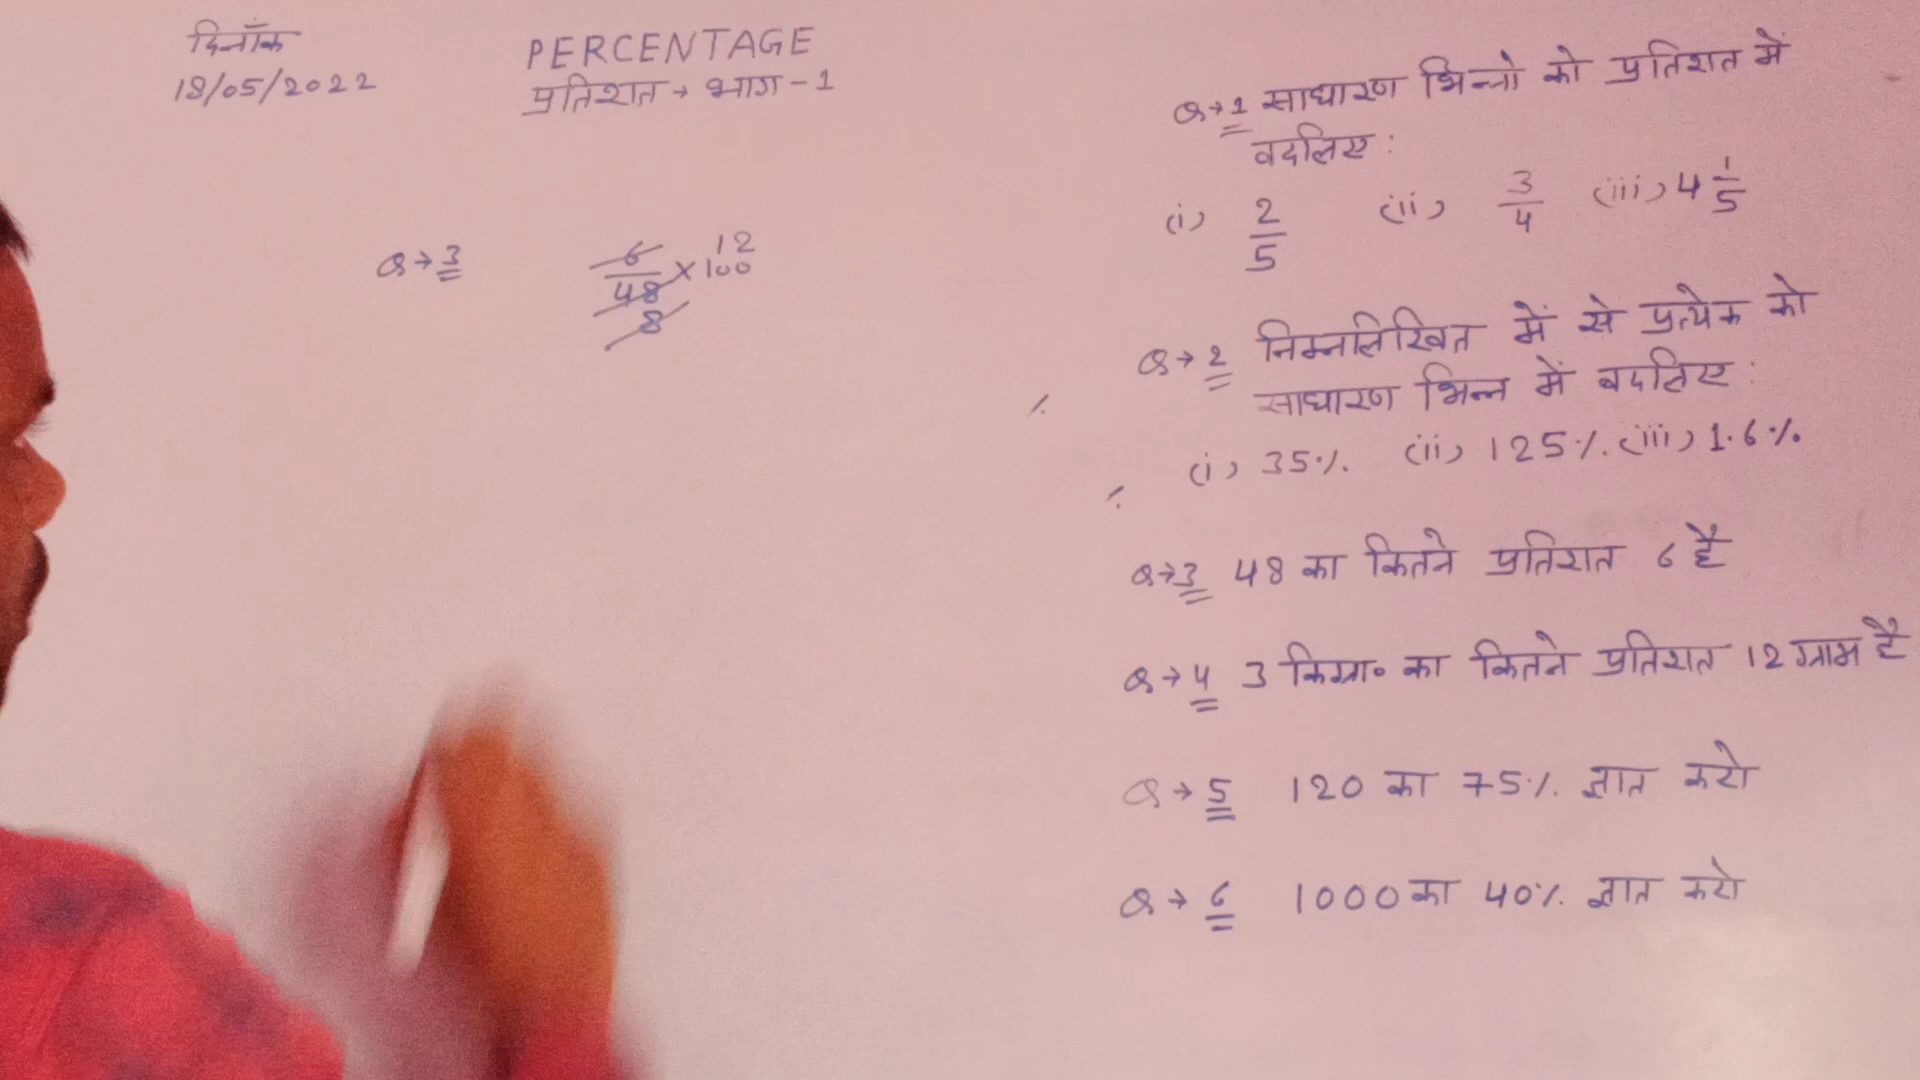 दिनाँक
18/05/2022
PERCENTAGE
प्रतिशत → भाग - 1
Q → 3
6 12
48 × 100
8
Q → 1 साधारण भिन्नो को प्रतिशत में
बदलिए :
(i) 2/5 (ii) 3/4 (iii) 4 1/5
Q → 2 निम्नलिखित में से प्रत्येक को
साधारण भिन्न में बदलिए :
(i) 35% (ii) 125% (iii) 1.6%
Q → 3 48 का कितने प्रतिशत 6 है
Q → 4 3 किग्रा० का कितने प्रतिशत 12 ग्राम है
Q → 5 120 का 75% ज्ञात करो
Q → 6 1000 का 40% ज्ञात करो